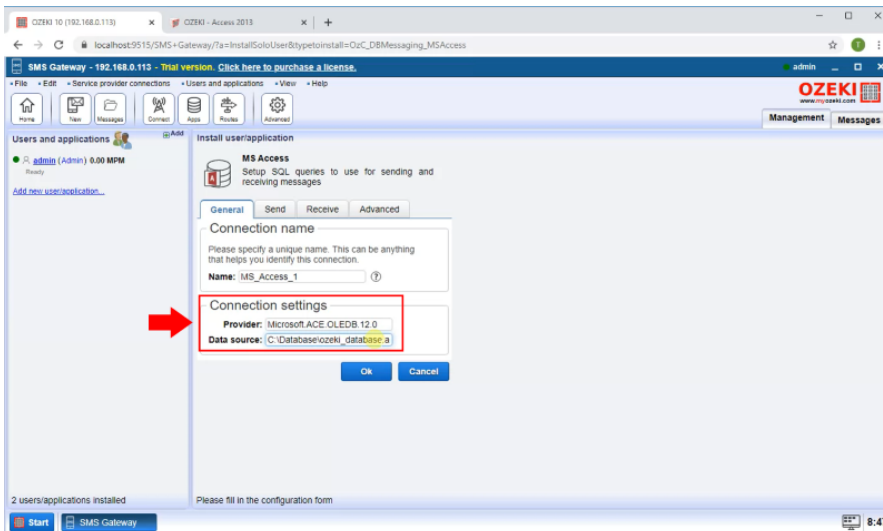 OZEKI 10 (192.168.0.113)
OZEKI - Access 2013
localhost:9515/SMS+Gateway/?a=InstallSoloUser&typetoinstall=OzC_DBMessaging_MSAccess
T
SMS Gateway - 192.168.0.113 - Trial version. Click here to purchase a license.
admin
File Edit Service provider connections Users and applications View Help
OZEKI
www.myozeki.com
Home New Messages Connect Apps Routes Advanced
Management Messages
Users and applications Add
admin (Admin) 0.00 MPM
Ready
Add new user/application...
Install user/application
MS Access
Setup SQL queries to use for sending and
receiving messages
General Send Receive Advanced
Connection name
Please specify a unique name. This can be anything
that helps you identify this connection.
Name: MS_Access_1 ?
Connection settings
Provider: Microsoft.ACE.OLEDB.12.0
Data source: C:\Database\ozeki_database.a
Ok Cancel
2 users/applications installed
Please fill in the configuration form
Start SMS Gateway
8:4